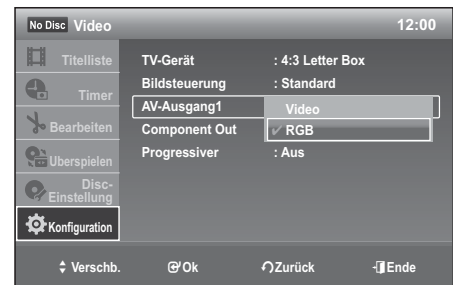 No Disc Video 12:00
Titelliste
Timer
Bearbeiten
Uberspielen
Disc-
Einstellung
Konfiguration
TV-Gerät : 4:3 Letter Box
Bildsteuerung : Standard
AV-Ausgang1 Video
Component Out ✔ RGB
Progressiver : Aus
Verschb. Ok Zurück Ende